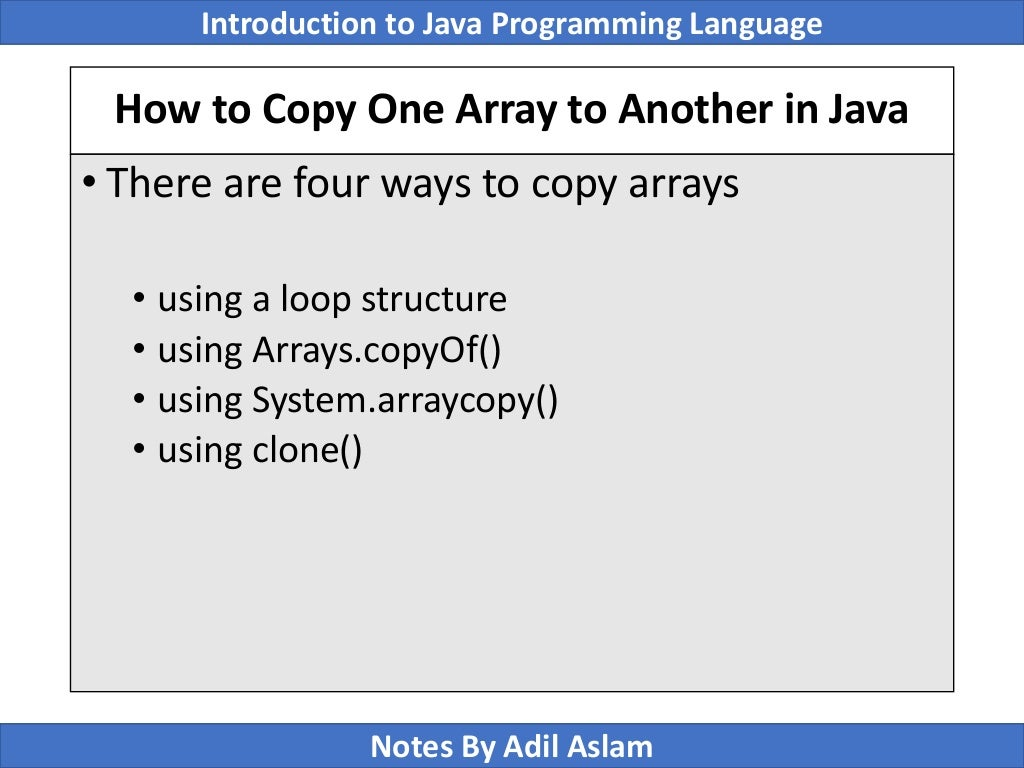 Introduction to Java Programming Language
How to Copy One Array to Another in Java
• There are four ways to copy arrays
• using a loop structure
• using Arrays.copyOf()
• using System.arraycopy()
• using clone()
Notes By Adil Aslam